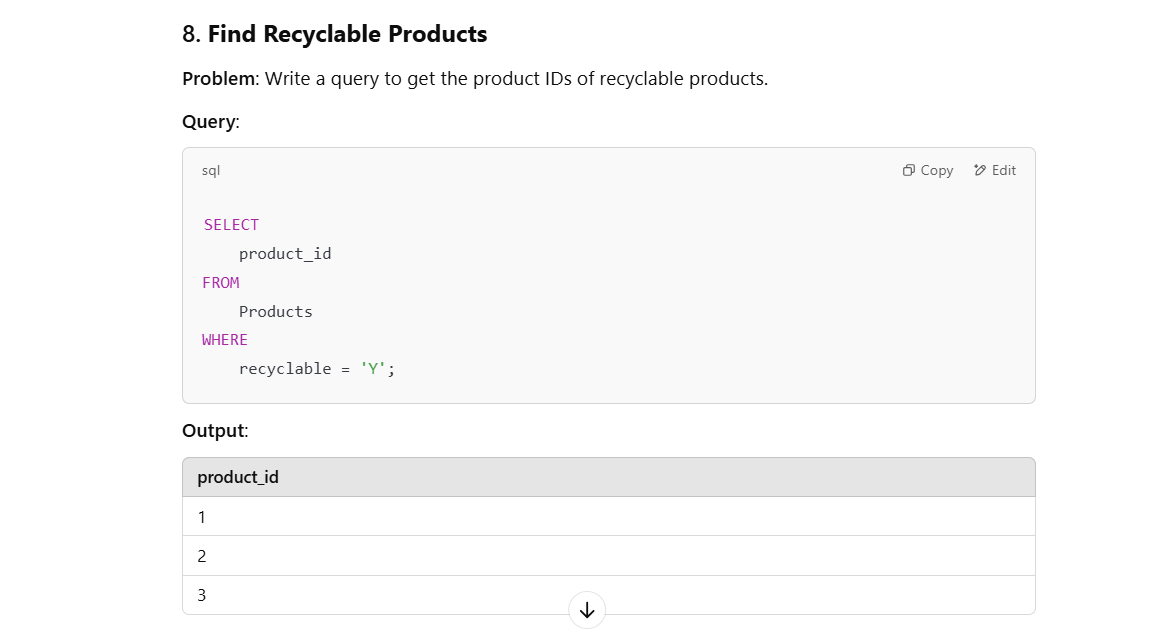 8. Find Recyclable Products
Problem: Write a query to get the product IDs of recyclable products.
Query:
sql
Copy
Edit
SELECT
    product_id
FROM
    Products
WHERE
    recyclable = 'Y';
Output:
product_id
1
2
3